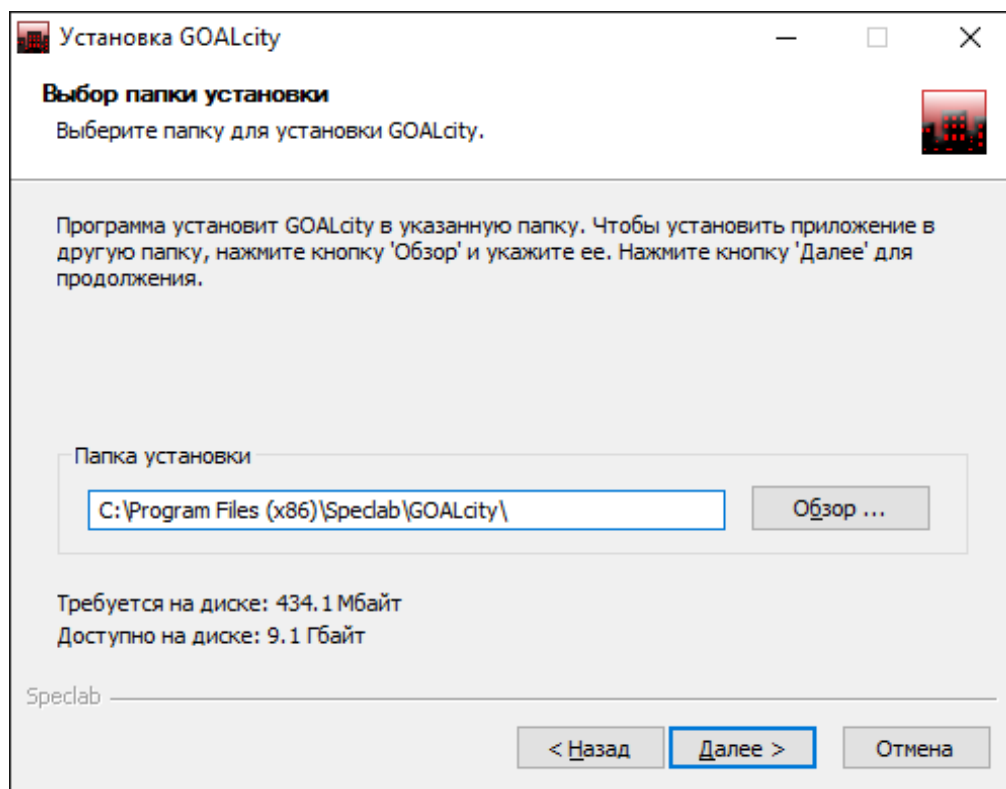 Установка GOALcity
Выбор папки установки
Выберите папку для установки GOALcity.
Программа установит GOALcity в указанную папку. Чтобы установить приложение в
другую папку, нажмите кнопку 'Обзор' и укажите ее. Нажмите кнопку 'Далее' для
продолжения.
Папка установки
C:\Program Files (x86)\Speclab\GOALcity\
Обзор ...
Требуется на диске: 434.1 Мбайт
Доступно на диске: 9.1 Гбайт
Speclab
< Назад
Далее >
Отмена